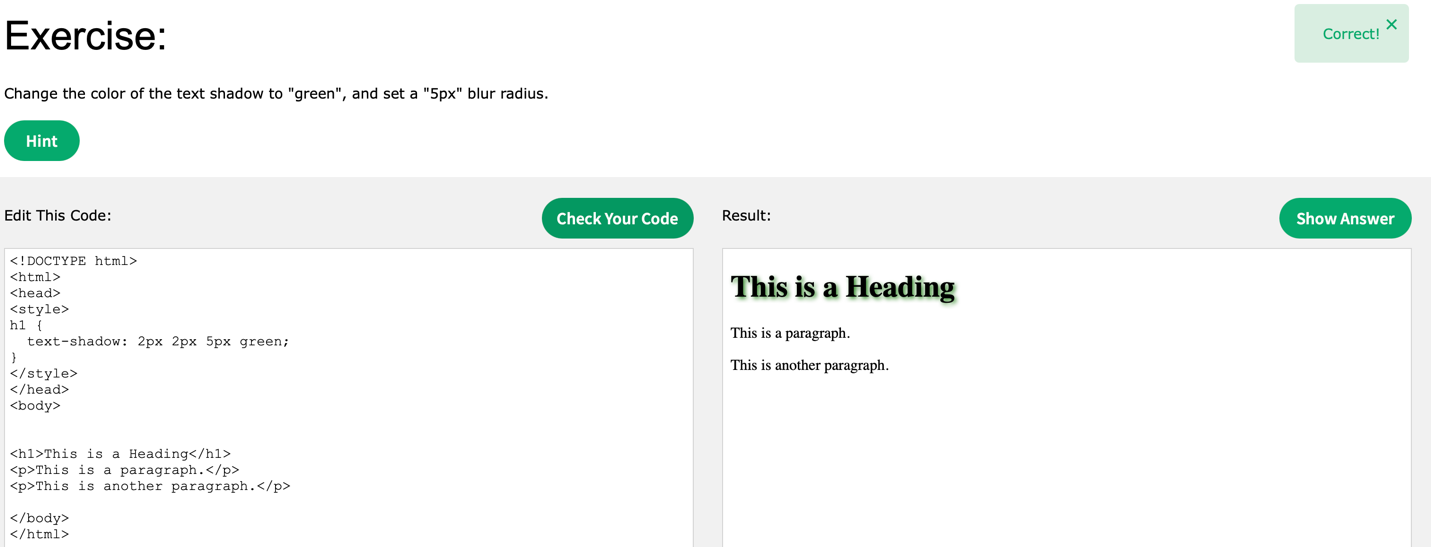 Exercise:
Correct! ×
Change the color of the text shadow to "green", and set a "5px" blur radius.
Hint
Edit This Code:
Check Your Code
<!DOCTYPE html>
<html>
<head>
<style>
h1 {
  text-shadow: 2px 2px 5px green;
}
</style>
</head>
<body>
<h1>This is a Heading</h1>
<p>This is a paragraph.</p>
<p>This is another paragraph.</p>
</body>
</html>
Result:
Show Answer
This is a Heading
This is a paragraph.
This is another paragraph.